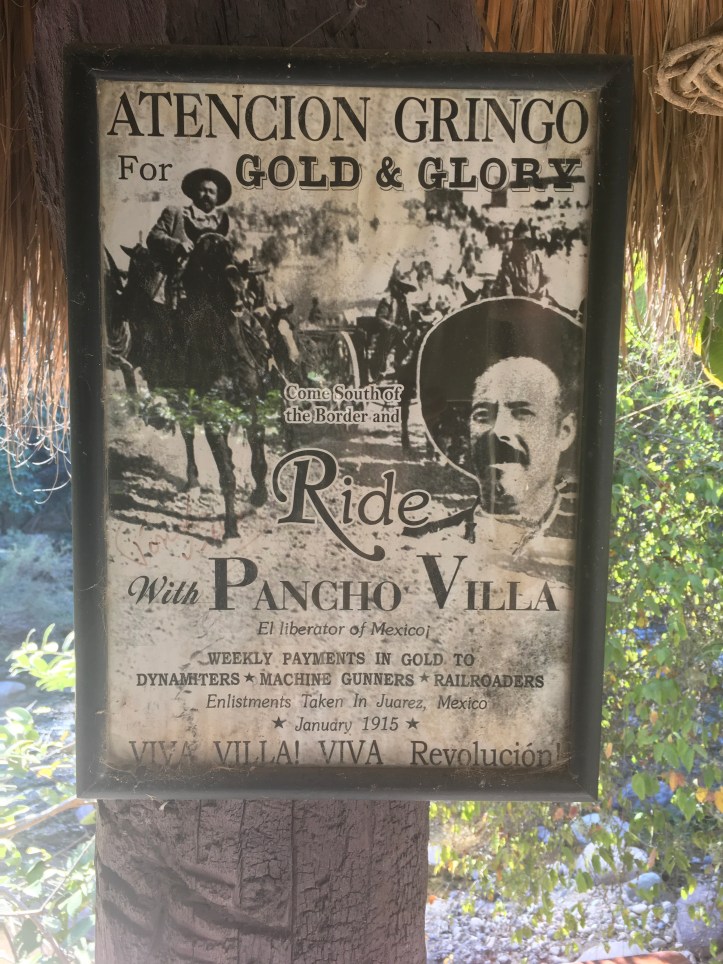 ATENCION GRINGO
For GOLD & GLORY
Come South of
the Border and
Ride
With PANCHO VILLA
El liberator of Mexico¡
WEEKLY PAYMENTS IN GOLD TO
DYNAMITERS ★ MACHINE GUNNERS ★ RAILROADERS
Enlistments Taken In Juarez, Mexico
★ January 1915 ★
VIVA VILLA! VIVA Revolución!